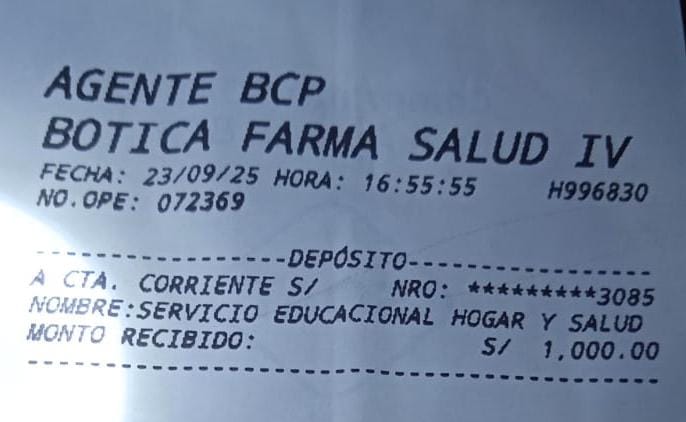 AGENTE BCP
BOTICA FARMA SALUD IV
FECHA: 23/09/25 HORA: 16:55:55 H996830
NO.OPE: 072369
-----------------DEPÓSITO-----------------
A CTA. CORRIENTE S/ NRO: *********3085
NOMBRE:SERVICIO EDUCACIONAL HOGAR Y SALUD
MONTO RECIBIDO: S/ 1,000.00
------------------------------------------